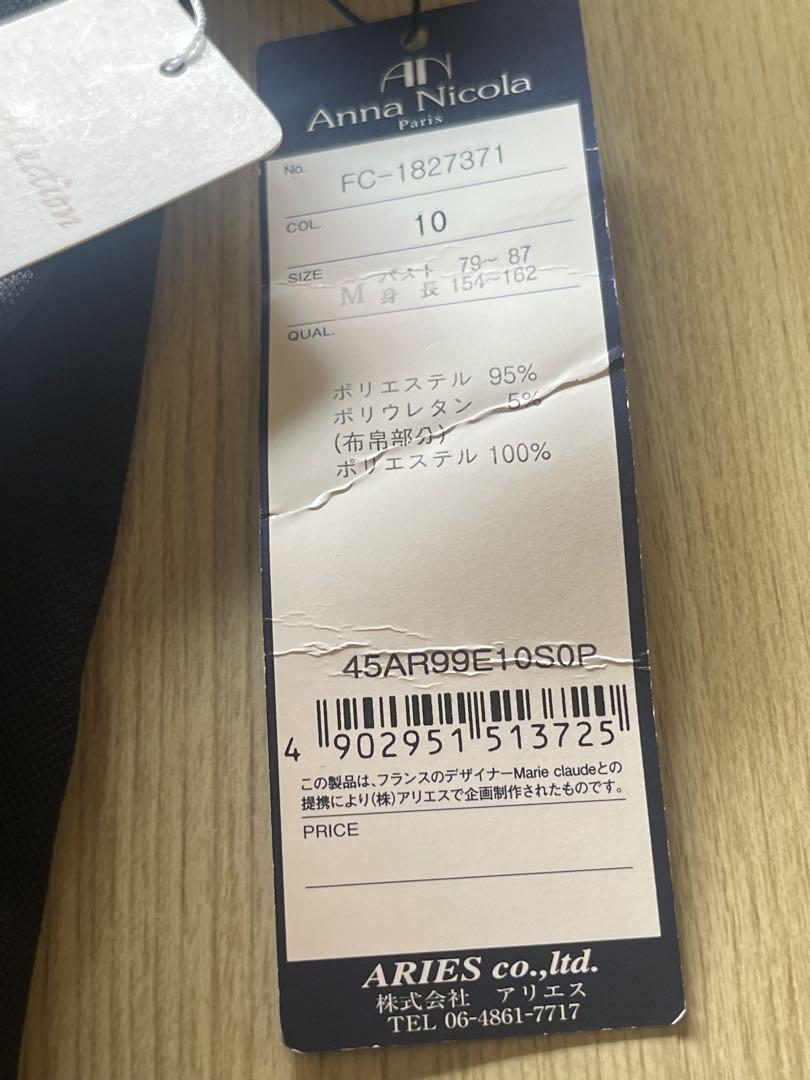 AN
Anna Nicola
Paris
No. FC-1827371
COL. 10
SIZE M バスト 79~ 87
身 長 154~162
QUAL.
ポリエステル 95%
ポリウレタン 5%
(布帛部分)
ポリエステル 100%
45AR99E10S0P
4 902951 513725
この製品は、フランスのデザイナーMarie claudeとの
提携により(株)アリエスで企画制作されたものです。
PRICE
ARIES co.,ltd.
株式会社 アリエス
TEL 06-4861-7717